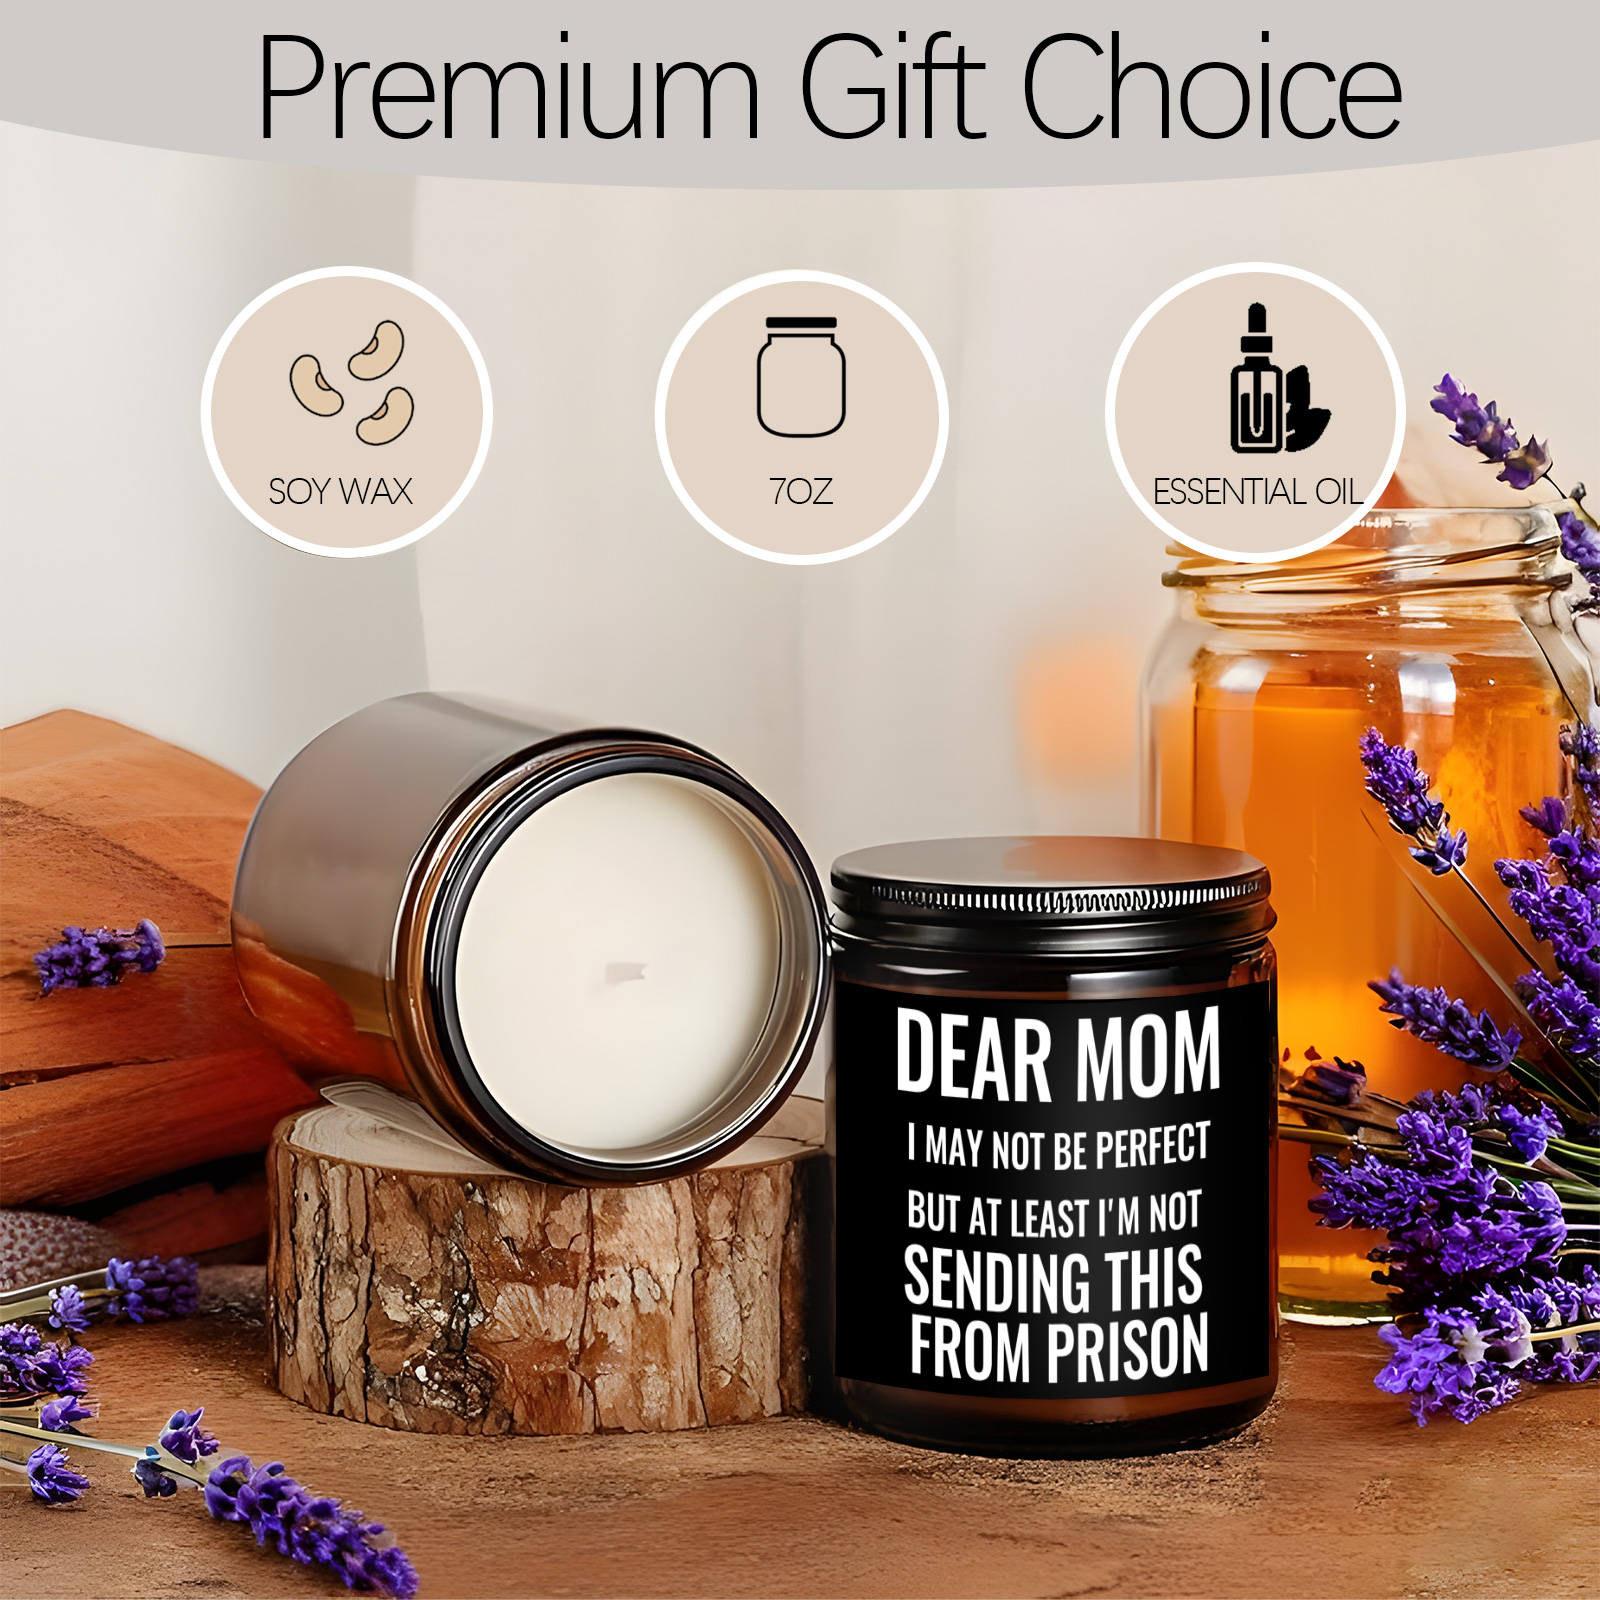 Premium Gift Choice
SOY WAX
7OZ
ESSENTIAL OIL
DEAR MOM
I MAY NOT BE PERFECT
BUT AT LEAST I'M NOT
SENDING THIS
FROM PRISON